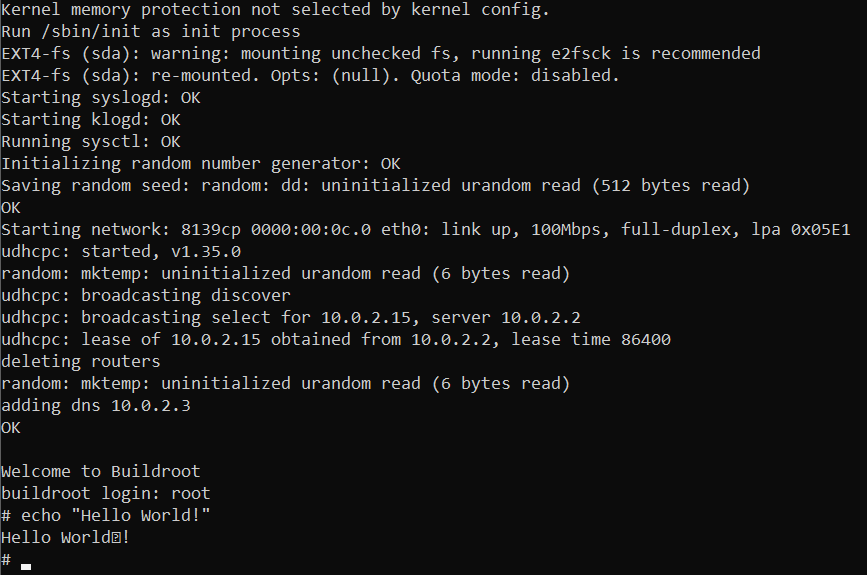 Kernel memory protection not selected by kernel config.
Run /sbin/init as init process
EXT4-fs (sda): warning: mounting unchecked fs, running e2fsck is recommended
EXT4-fs (sda): re-mounted. Opts: (null). Quota mode: disabled.
Starting syslogd: OK
Starting klogd: OK
Running sysctl: OK
Initializing random number generator: OK
Saving random seed: random: dd: uninitialized urandom read (512 bytes read)
OK
Starting network: 8139cp 0000:00:0c.0 eth0: link up, 100Mbps, full-duplex, lpa 0x05E1
udhcpc: started, v1.35.0
random: mktemp: uninitialized urandom read (6 bytes read)
udhcpc: broadcasting discover
udhcpc: broadcasting select for 10.0.2.15, server 10.0.2.2
udhcpc: lease of 10.0.2.15 obtained from 10.0.2.2, lease time 86400
deleting routers
random: mktemp: uninitialized urandom read (6 bytes read)
adding dns 10.0.2.3
OK
Welcome to Buildroot
buildroot login: root
# echo "Hello World!"
Hello World⍰!
#